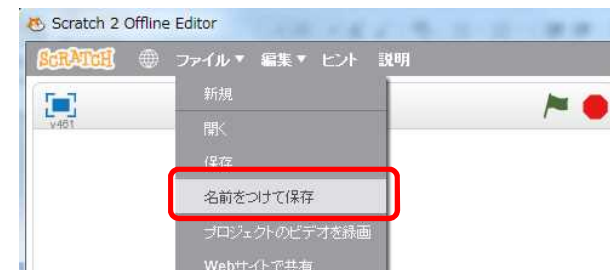 Scratch 2 Offline Editor
SCRATCH ファイル▼ 編集▼ ヒント 説明
新規
v461
開く
保存
名前をつけて保存
プロジェクトのビデオを録画
Webサイトで共有